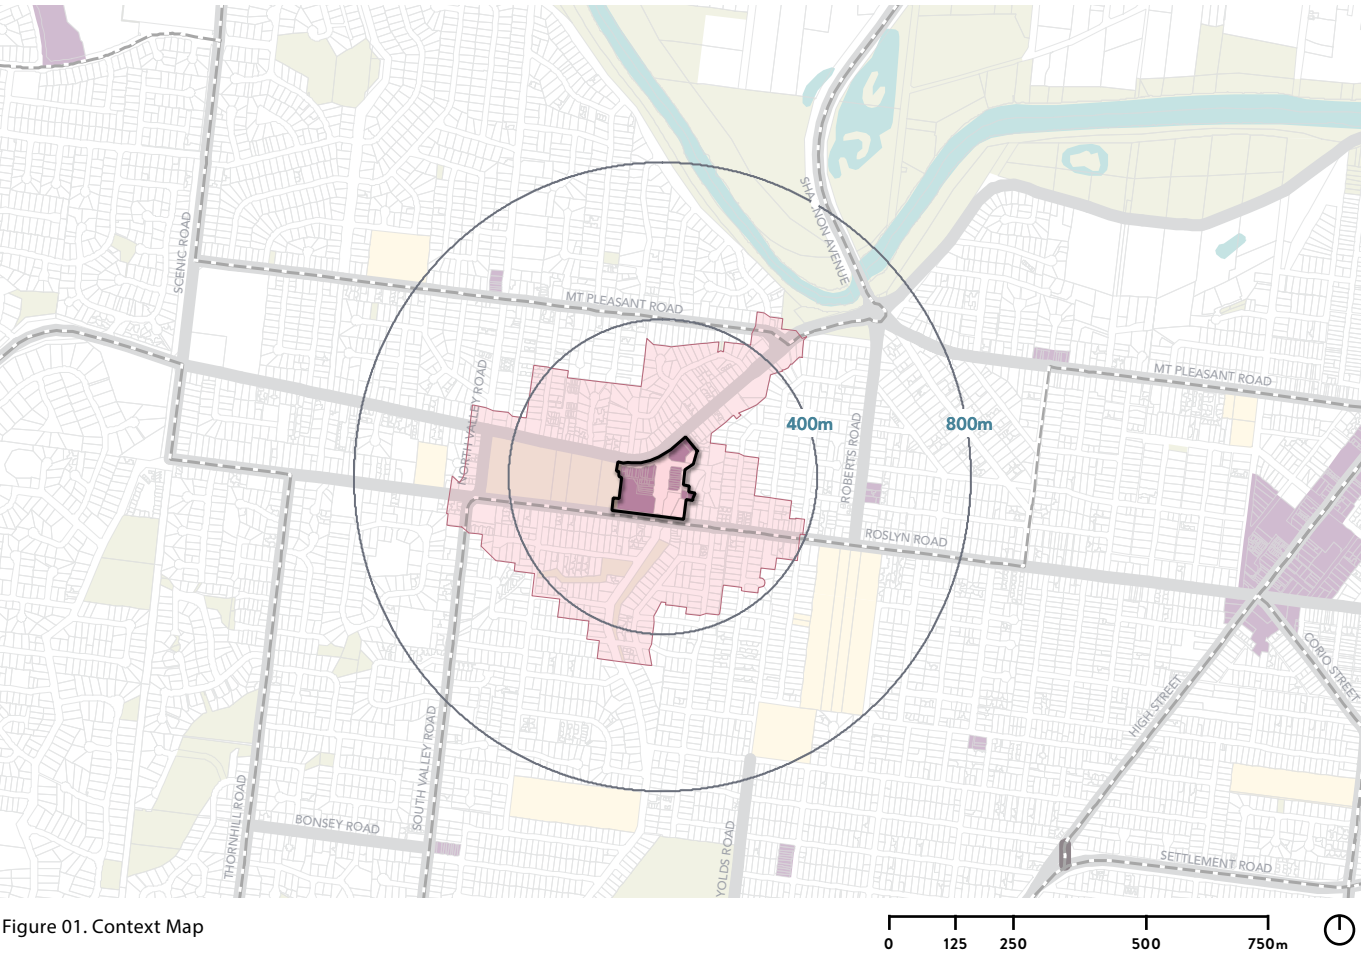 SHANNON AVENUE
SCENIC ROAD
MT PLEASANT ROAD
NORTH VALLEY ROAD
MT PLEASANT ROAD
400m
800m
ROBERTS ROAD
ROSLYN ROAD
CORIO STREET
HIGH STREET
SOUTH VALLEY ROAD
THORNHILL ROAD
BONSEY ROAD
YOLDS ROAD
SETTLEMENT ROAD
Figure 01. Context Map
0 125 250 500 750m